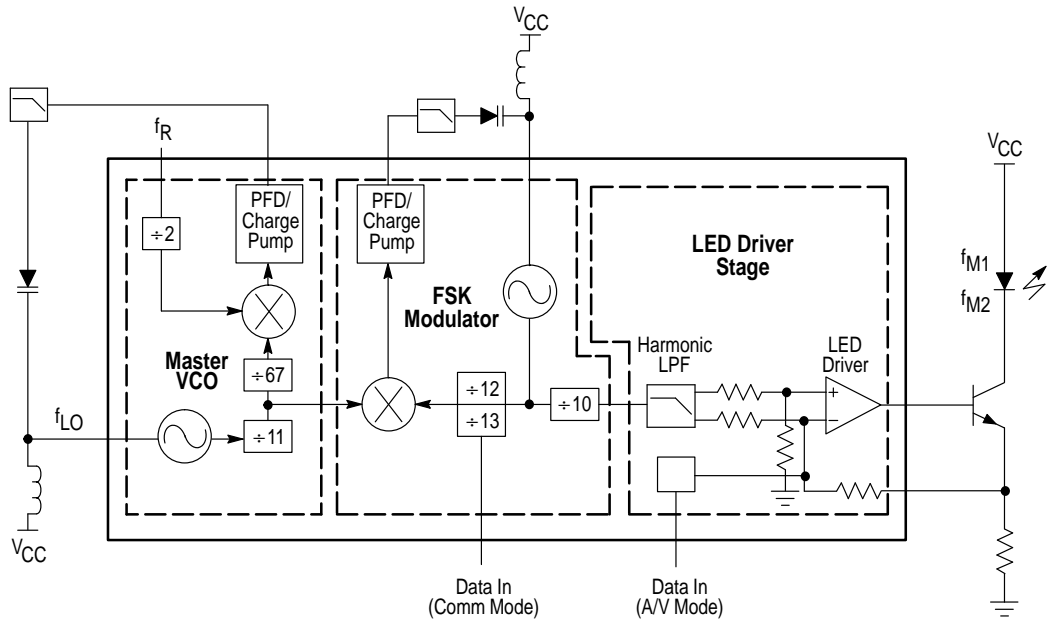 VCC
fR
VCC
PFD/
Charge
Pump
PFD/
Charge
Pump
÷2
LED Driver
Stage
fM1
fM2
FSK
Modulator
Master
VCO
Harmonic
LPF
LED
Driver
÷67
÷12
÷13
÷10
+
−
fLO
÷11
VCC
Data In
(Comm Mode)
Data In
(A/V Mode)